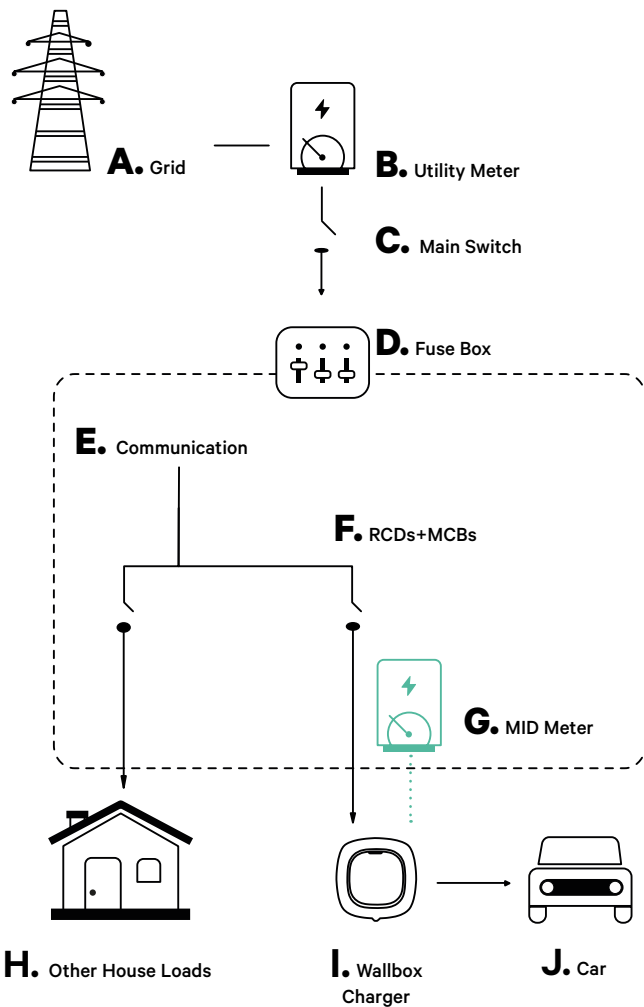 A. Grid
B. Utility Meter
C. Main Switch
D. Fuse Box
E. Communication
F. RCDs+MCBs
G. MID Meter
H. Other House Loads
I. Wallbox
Charger
J. Car